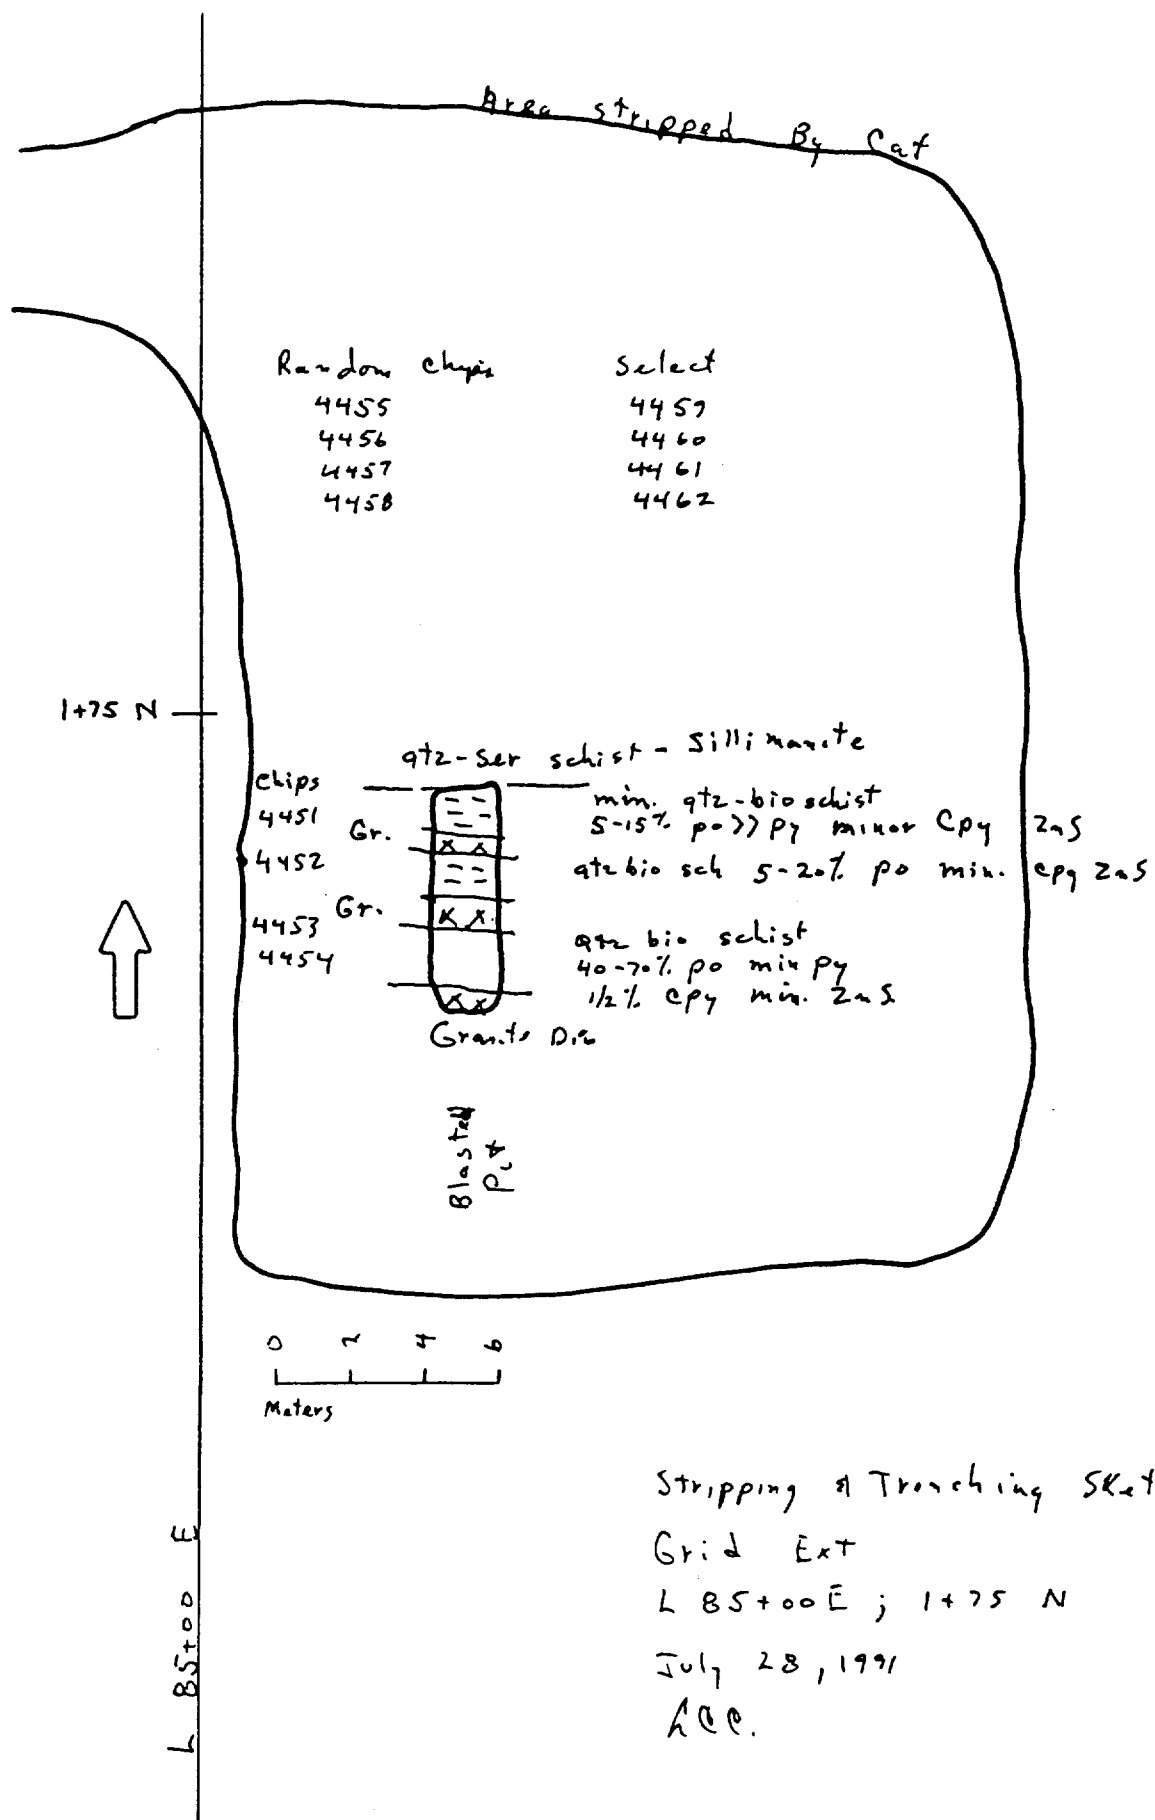 Area stripped By Cat
Random Chips
4455
4456
4457
4458
Select
4459
4460
4461
4462
1+75 N
qtz-Ser schist - Sillimanite
Chips
4451
4452
4453
4454
Gr.
Gr.
min. qtz-bio schist
5-15% po>>Py minor Cpy ZnS
qtz bio sch 5-20% po min. cpy ZnS
qtz bio schist
40-70% po min py
1/2% Cpy min. ZnS
Granite
Blasted
Pit
0 2 4 6
Meters
L 85+00 E
Stripping & Trenching SKet
Grid Ext
L 85+00E ; 1+75 N
July 28, 1991